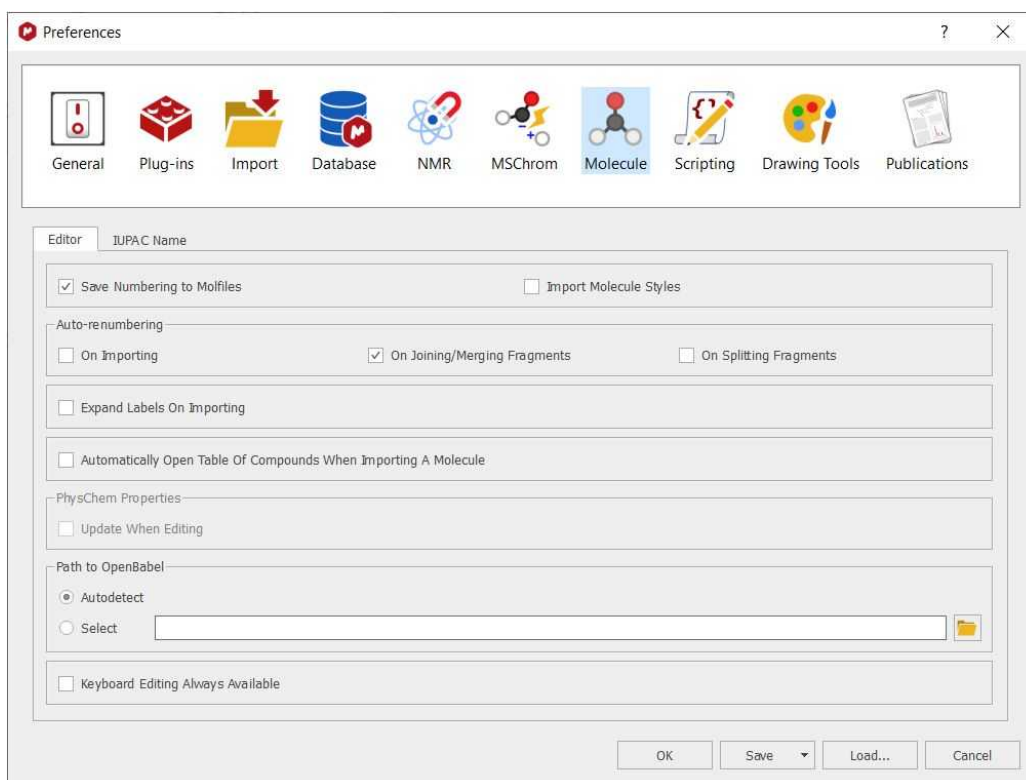 Preferences
?
General Plug-ins Import Database NMR MSChrom Molecule Scripting Drawing Tools Publications
Editor IUPAC Name
Save Numbering to Molfiles Import Molecule Styles
Auto-renumbering
On Importing On Joining/Merging Fragments On Splitting Fragments
Expand Labels On Importing
Automatically Open Table Of Compounds When Importing A Molecule
PhysChem Properties
Update When Editing
Path to OpenBabel
Autodetect
Select
Keyboard Editing Always Available
OK Save Load... Cancel